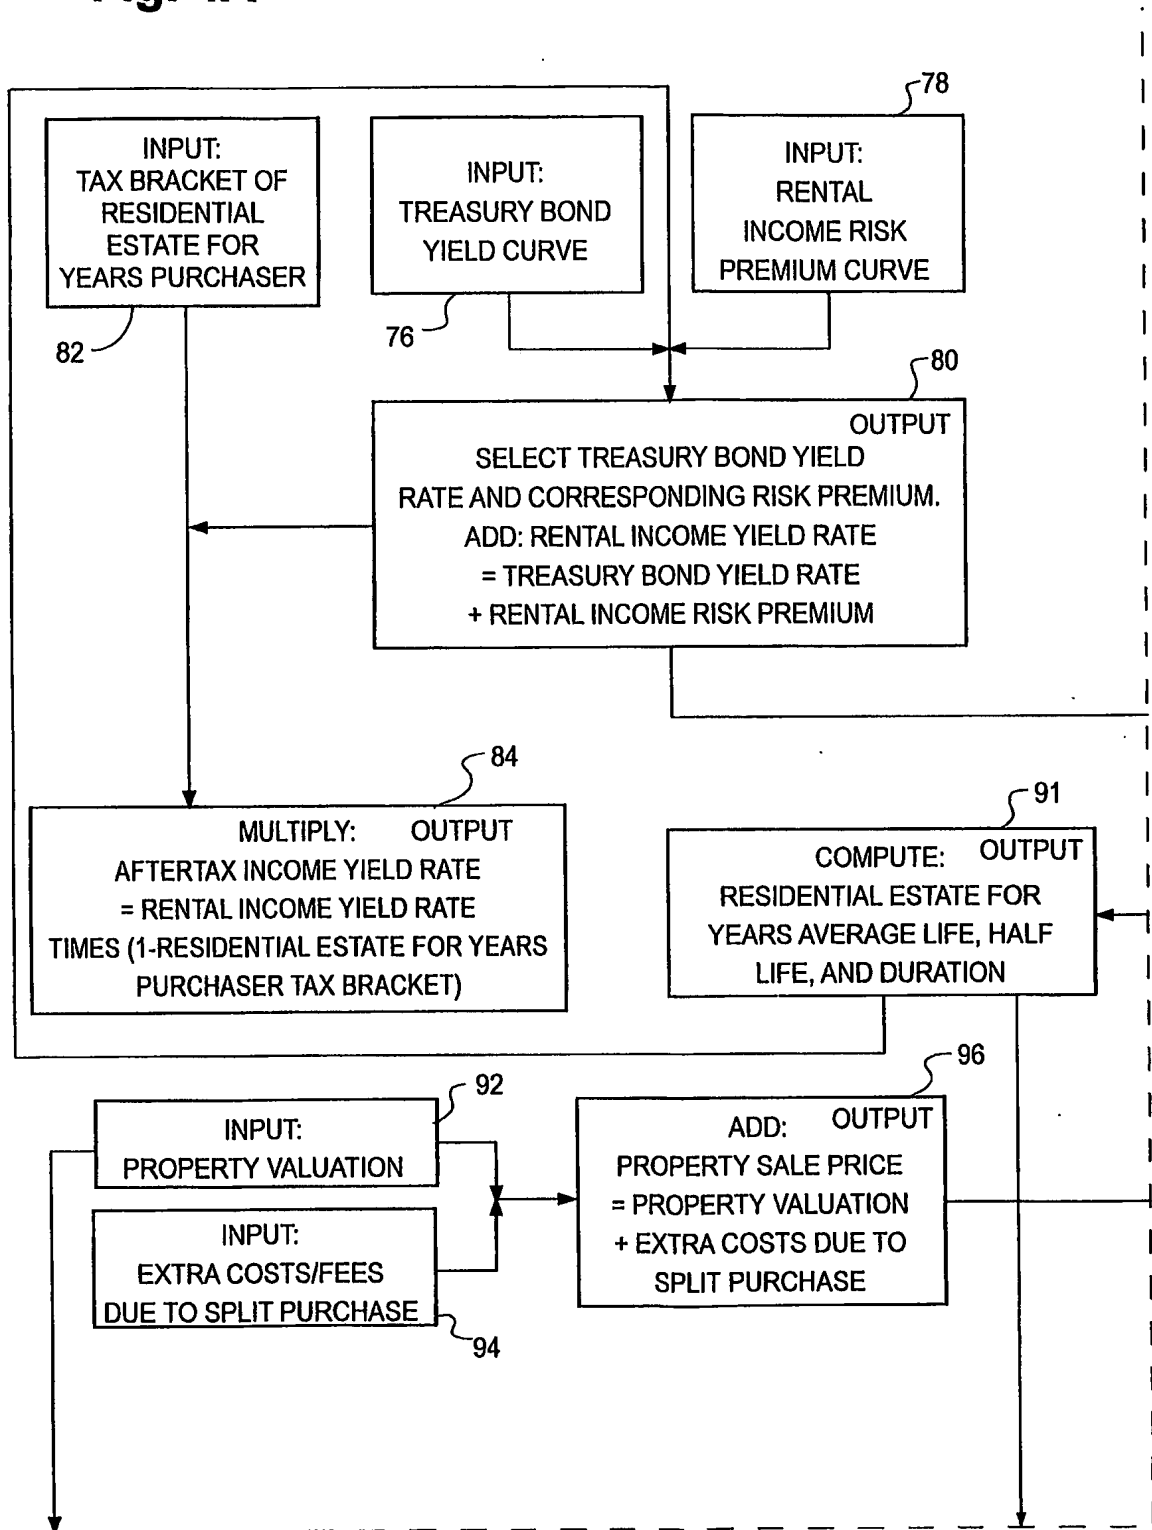 78
INPUT:
TAX BRACKET OF
RESIDENTIAL
ESTATE FOR
YEARS PURCHASER
82
INPUT:
TREASURY BOND
YIELD CURVE
76
INPUT:
RENTAL
INCOME RISK
PREMIUM CURVE
80
OUTPUT
SELECT TREASURY BOND YIELD
RATE AND CORRESPONDING RISK PREMIUM.
ADD: RENTAL INCOME YIELD RATE
= TREASURY BOND YIELD RATE
+ RENTAL INCOME RISK PREMIUM
84
MULTIPLY: OUTPUT
AFTERTAX INCOME YIELD RATE
= RENTAL INCOME YIELD RATE
TIMES (1-RESIDENTIAL ESTATE FOR YEARS
PURCHASER TAX BRACKET)
91
COMPUTE: OUTPUT
RESIDENTIAL ESTATE FOR
YEARS AVERAGE LIFE, HALF
LIFE, AND DURATION
92
INPUT:
PROPERTY VALUATION
INPUT:
EXTRA COSTS/FEES
DUE TO SPLIT PURCHASE
94
96
ADD: OUTPUT
PROPERTY SALE PRICE
= PROPERTY VALUATION
+ EXTRA COSTS DUE TO
SPLIT PURCHASE